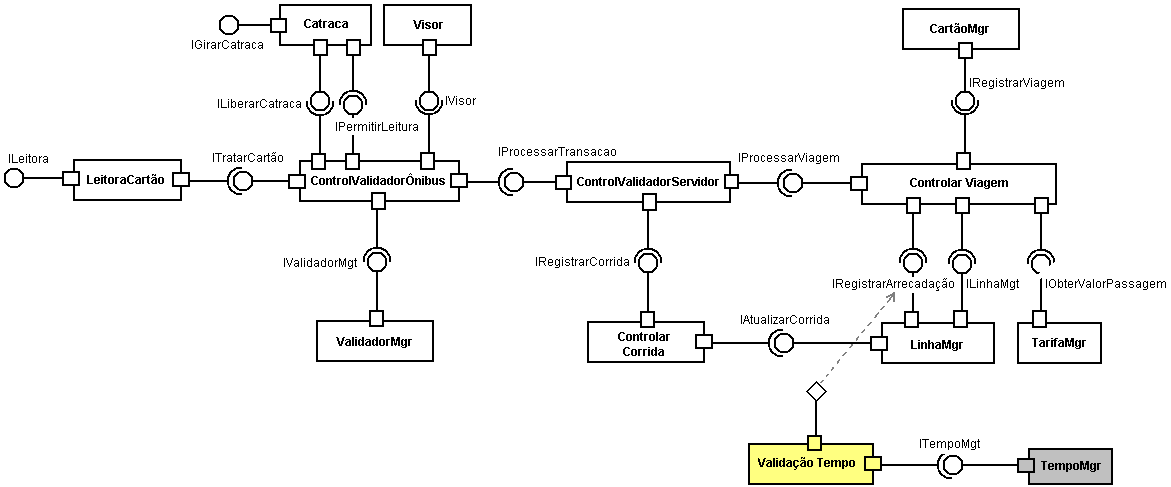 Catraca
Visor
CartãoMgr
IGirarCatraca
ILiberarCatraca
IVisor
IRegistrarViagem
IPermitirLeitura
ILeitora
ITratarCartão
IProcessarTransacao
IProcessarViagem
LeitoraCartão
ControlValidadorÔnibus
ControlValidadorServidor
Controlar Viagem
IValidadorMgt
IRegistrarCorrida
IRegistrarArrecadação
ILinhaMgt
IObterValorPassagem
ValidadorMgr
Controlar
Corrida
IAtualizarCorrida
LinhaMgr
TarifaMgr
Validação Tempo
ITempoMgt
TempoMgr